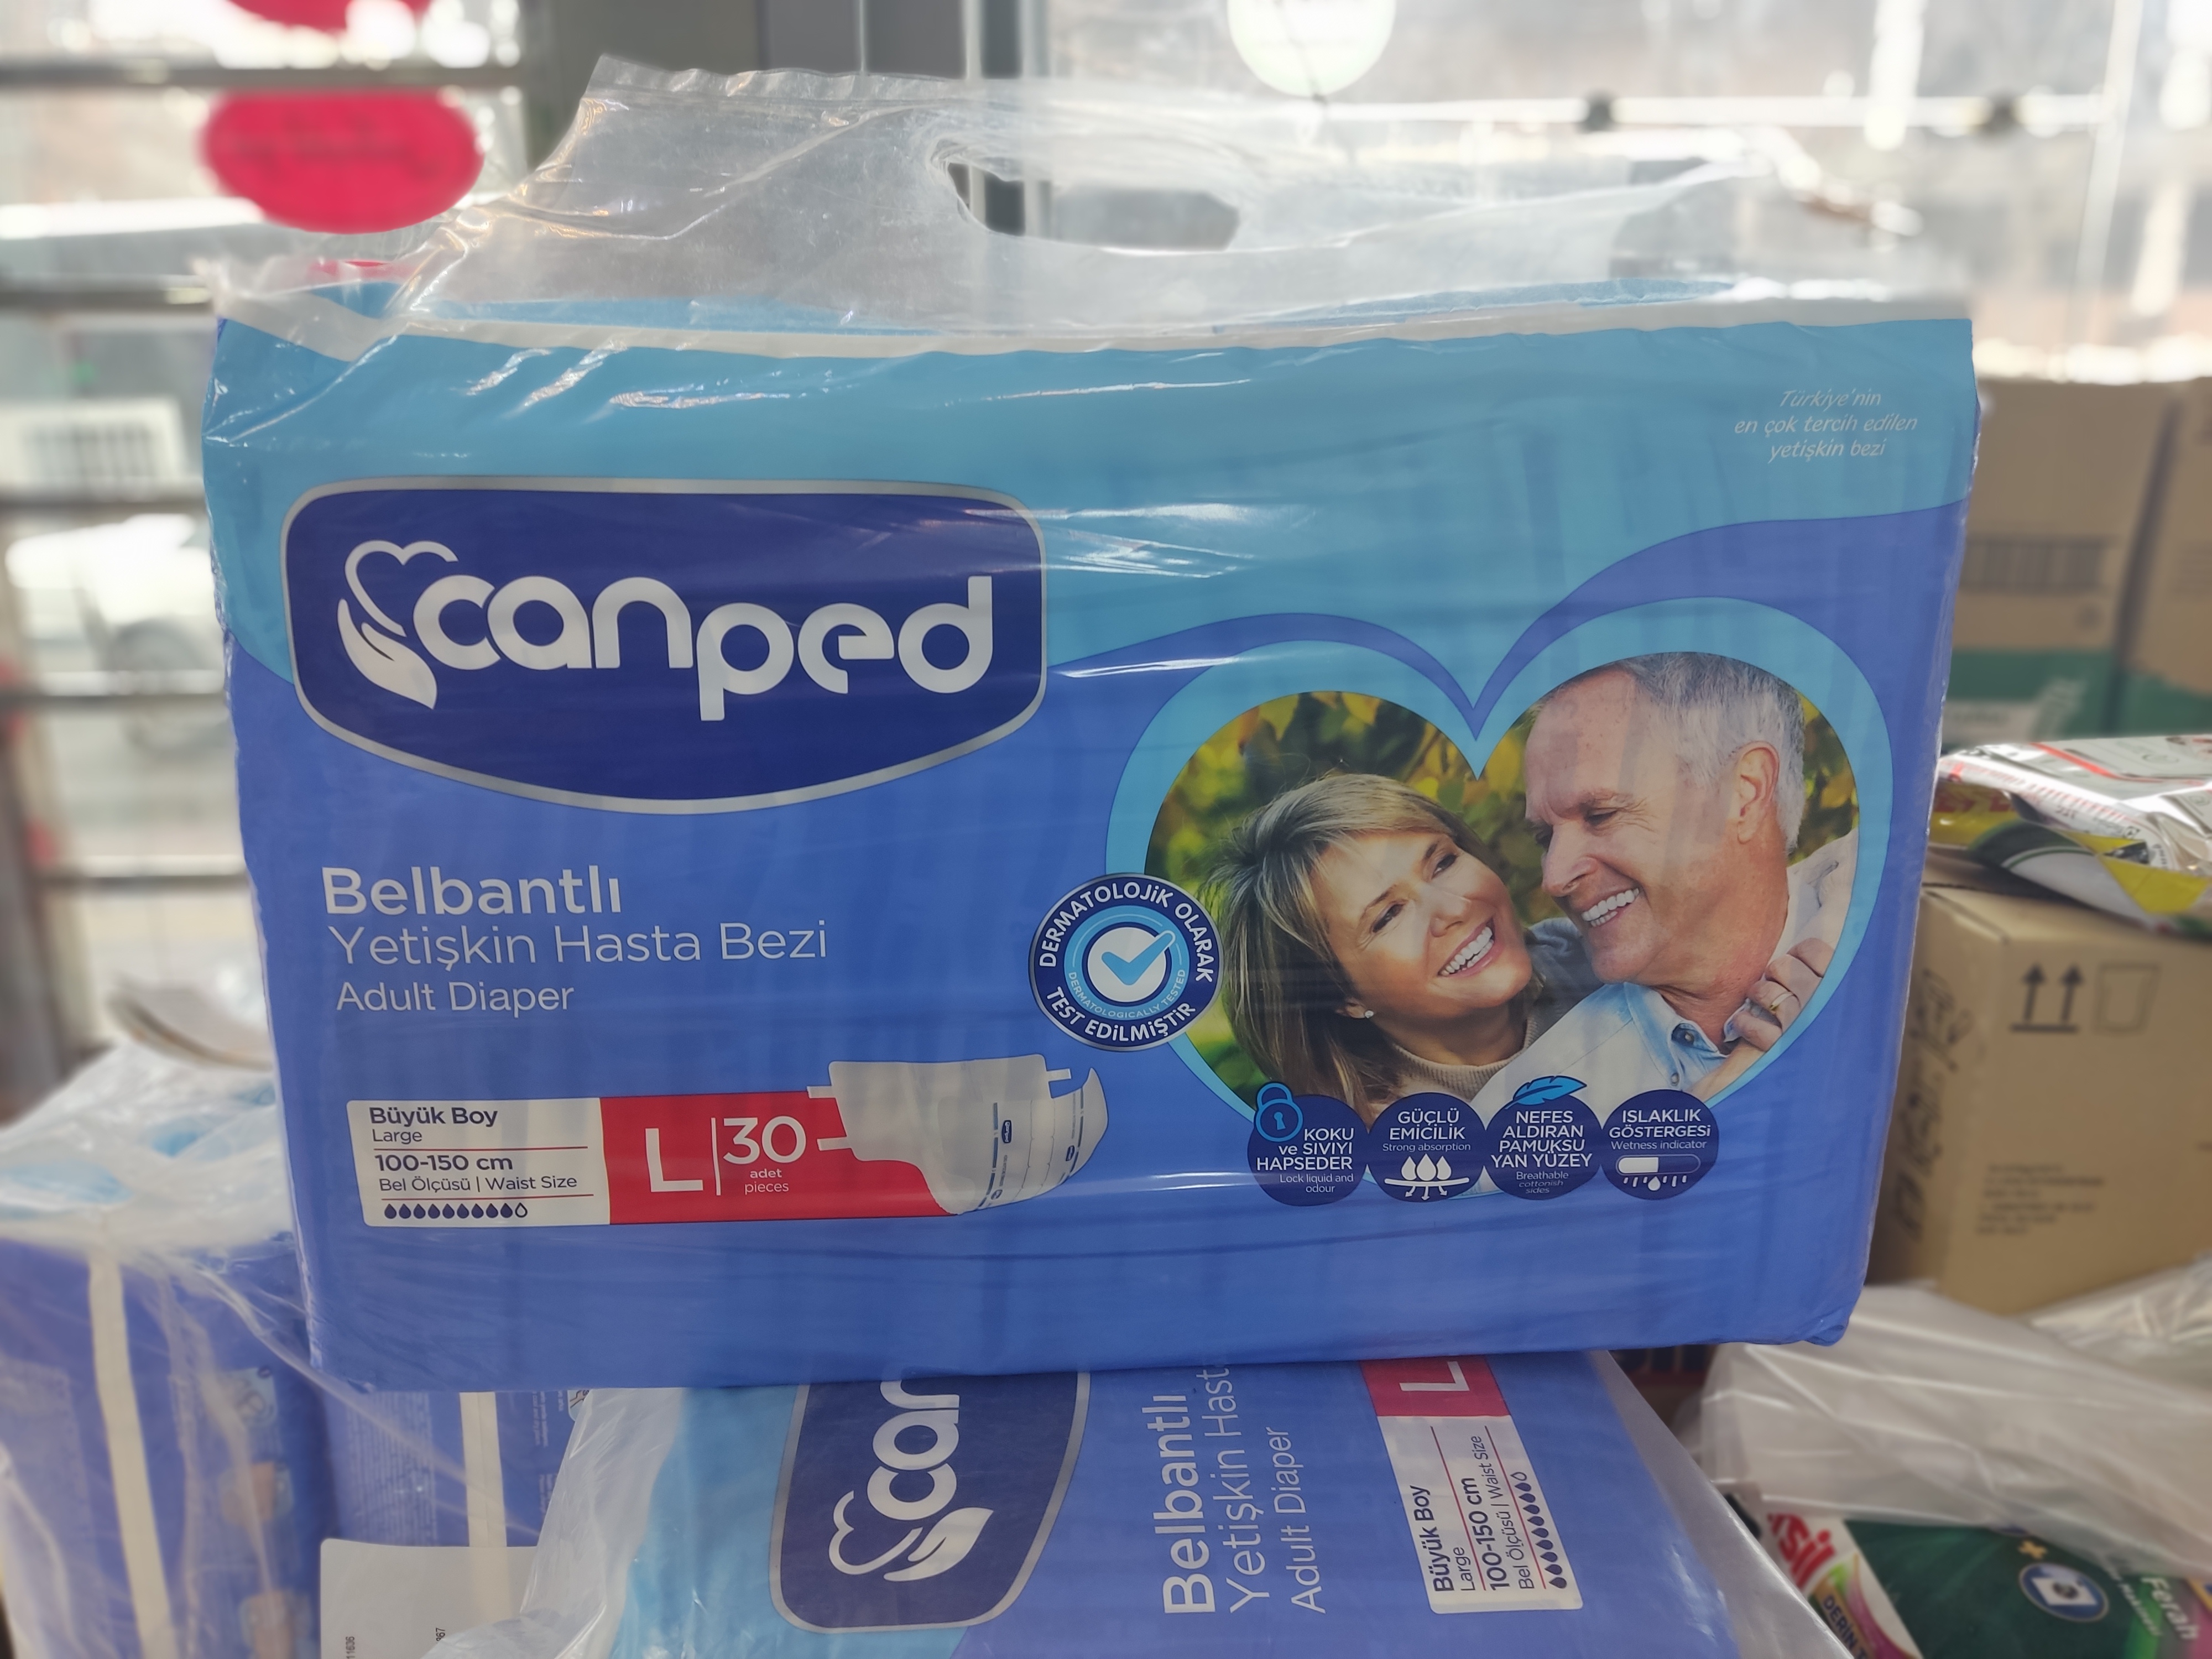 Türkiye'nin
en çok tercih edilen
yetişkin bezi
canped
Belbantlı
Yetişkin Hasta Bezi
Adult Diaper
DERMATOLOJİK OLARAK
TEST EDİLMİŞTİR
DERMATOLOGICALLY TESTED
Büyük Boy
Large
100-150 cm
Bel Ölçüsü | Waist Size
L 30
adet
pieces
KOKU
ve SIVIYI
HAPSEDER
Lock liquid and
odour
GÜÇLÜ
EMİCİLİK
Strong absorption
NEFES
ALDIRAN
PAMUKSU
YAN YÜZEY
Breathable
cottonish
sides
ISLAKLIK
GÖSTERGESİ
Wetness indicator
can
Belbantlı
Yetişkin Hast
Adult Diaper
L
Büyük Boy
Large
100-150 cm
Bel Ölçüsü | Waist Size
DERİN